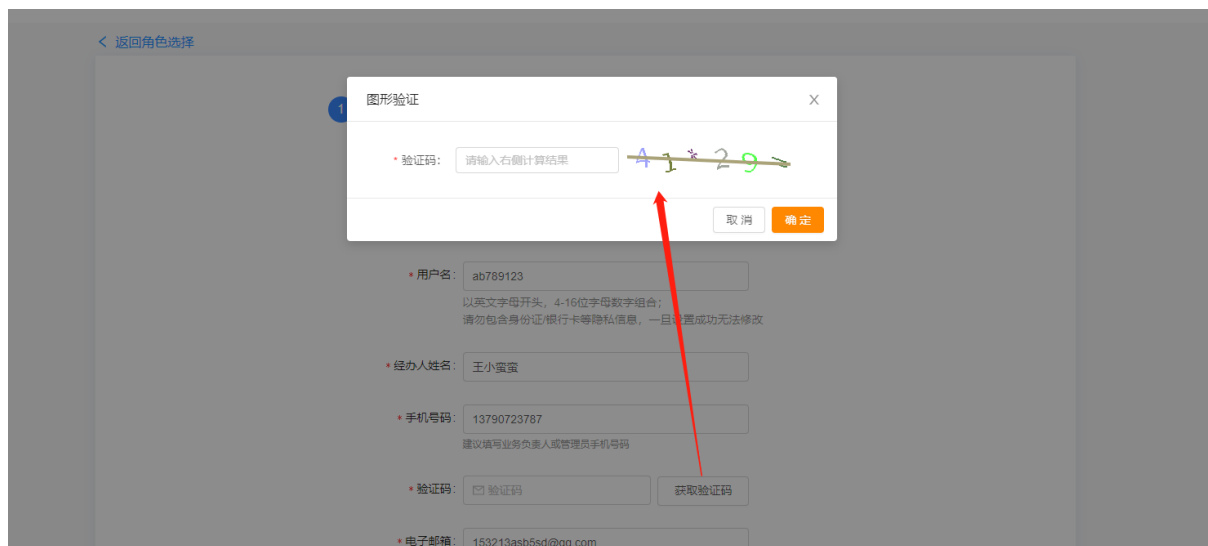 < 返回角色选择
1
图形验证 X
* 验证码： 请输入右侧计算结果 41*29
取 消 确 定
* 用户名： ab789123
以英文字母开头，4-16位字母数字组合；
请勿包含身份证/银行卡等隐私信息，一旦设置成功无法修改
* 经办人姓名： 王小蛮蛮
* 手机号码： 13790723787
建议填写业务负责人或管理员手机号码
* 验证码： 验证码 获取验证码
* 电子邮箱： 153213asb5sd@qq.com